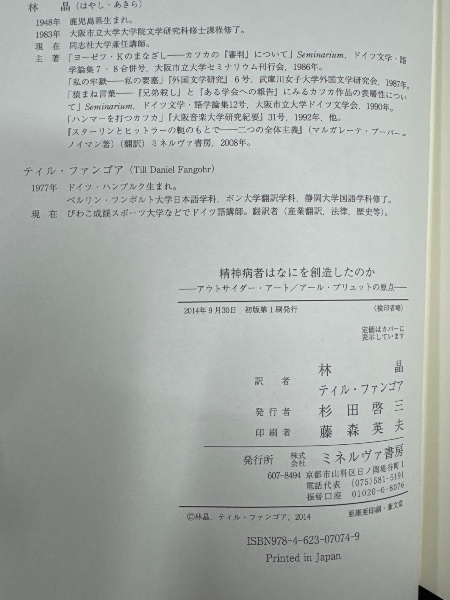 林 晶(はやし・あきら)
1948年 鹿児島県生まれ。
1983年 大阪市立大学大学院文学研究科修士課程修了。
現 在 同志社大学兼任講師。
主 著 「ヨーゼフ・Kのまなざし——カフカの『審判』について」Seminarium, ドイツ文学・語
学論集7・8合併号, 大阪市立大学セミナリウム刊行会, 1986年。
「私の牢獄——私の要塞」『外国文学研究』6号, 武庫川女子大学外国文学研究会, 1987年。
「猿まね言葉——『兄弟殺し』と『ある学会への報告』にみるカフカ作品の喪属性につい
て」Seminarium, ドイツ文学・語学論集12号, 大阪市立大学ドイツ文学会, 1990年。
「ハンマーを打つカフカ」『大阪音楽大学研究紀要』31号, 1992年, 他。
『スターリンとヒットラーの軛のもとで——二つの全体主義』(マルガレーテ・ブーバー=
ノイマン著)(翻訳)ミネルヴァ書房, 2008年。
ティル・ファンゴア(Till Daniel Fangohr)
1977年 ドイツ・ハンブルク生まれ。
ベルリン・フンボルト大学日本語学科, ボン大学翻訳学科, 静岡大学国語学科修了。
現 在 びわこ成蹊スポーツ大学などでドイツ語講師。翻訳者(産業翻訳, 法律, 歴史等)。
精神病者はなにを創造したのか
——アウトサイダー・アート/アール・ブリュットの原点——
2014年9月30日 初版第1刷発行 〈検印省略〉
定価はカバーに
表示しています
訳 者 林 晶
ティル・ファンゴア
発行者 杉田啓三
印刷者 藤森英夫
発行所 株式会社 ミネルヴァ書房
607-8494 京都市山科区日ノ岡堤谷町1
電話代表 (075)581-5191
振替口座 01020-0-8076
©林晶, ティル・ファンゴア, 2014 亜細亜印刷・兼文堂
ISBN978-4-623-07074-9
Printed in Japan